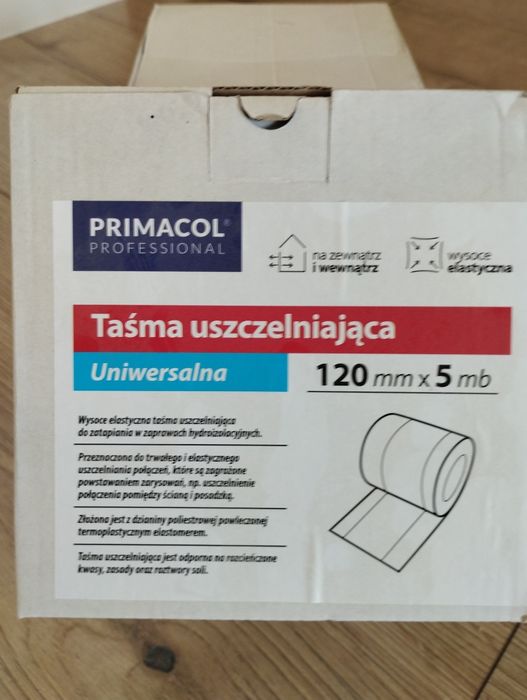 PRIMACOL®
PROFESSIONAL
na zewnątrz
i wewnątrz
wysoce
elastyczna
Taśma uszczelniająca
Uniwersalna
120 mm x 5 mb
Wysoce elastyczna taśma uszczelniająca
do zatapiania w zaprawach hydroizolacyjnych.
Przeznaczona do trwałego i elastycznego
uszczelniania połączeń, które są zagrożone
powstawaniem zarysowań, np. uszczelnienie
połączenia pomiędzy ścianą i posadzką.
Złożona jest z dzianiny poliestrowej powleczonej
termoplastycznym elastomerem.
Taśma uszczelniająca jest odporna na rozcieńczone
kwasy, zasady oraz roztwory soli.